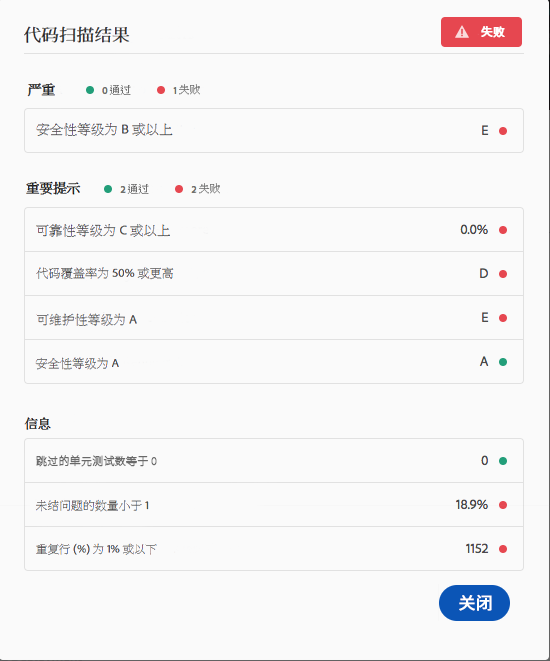 代码扫描结果
失败
严重 0通过 1失败
安全性等级为 B 或以上 E
重要提示 2通过 2失败
可靠性等级为 C 或以上 0.0%
代码覆盖率为 50% 或更高 D
可维护性等级为 A E
安全性等级为 A A
信息
跳过的单元测试数等于 0 0
未结问题的数量小于 1 18.9%
重复行 (%) 为 1% 或以下 1152
关闭